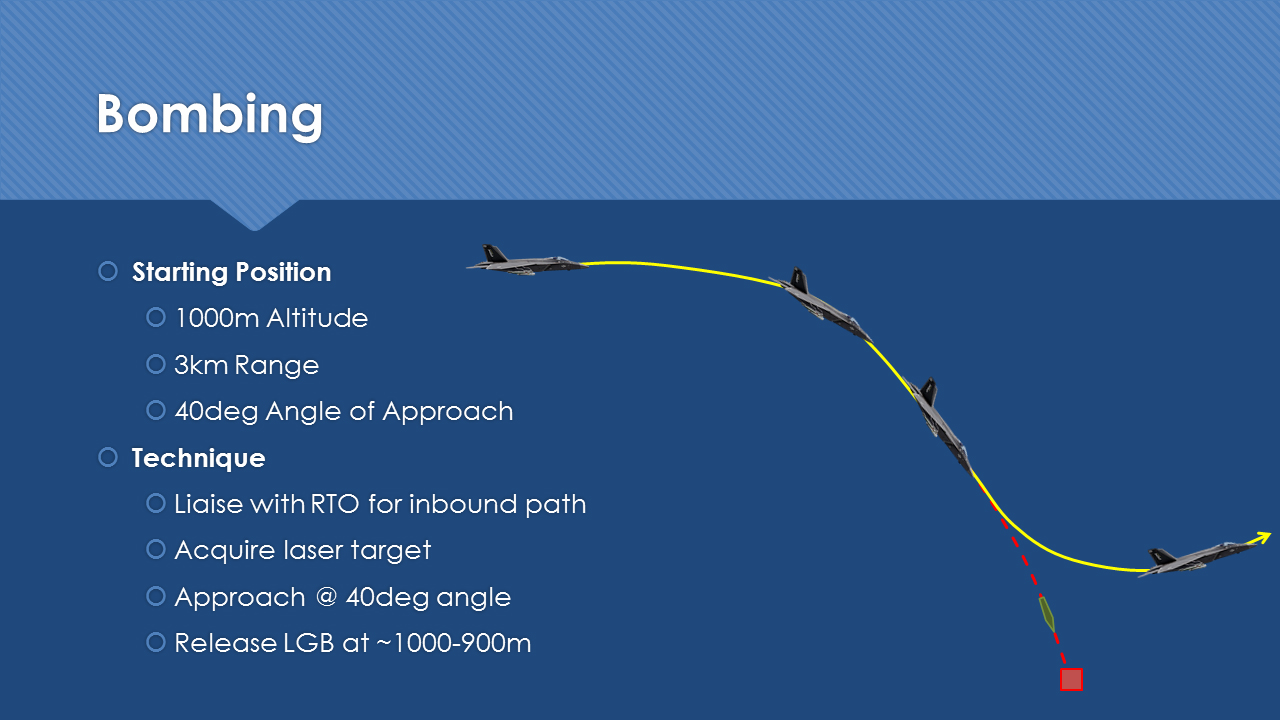 Bombing
Starting Position
1000m Altitude
3km Range
40deg Angle of Approach
Technique
Liaise with RTO for inbound path
Acquire laser target
Approach @ 40deg angle
Release LGB at ~1000-900m